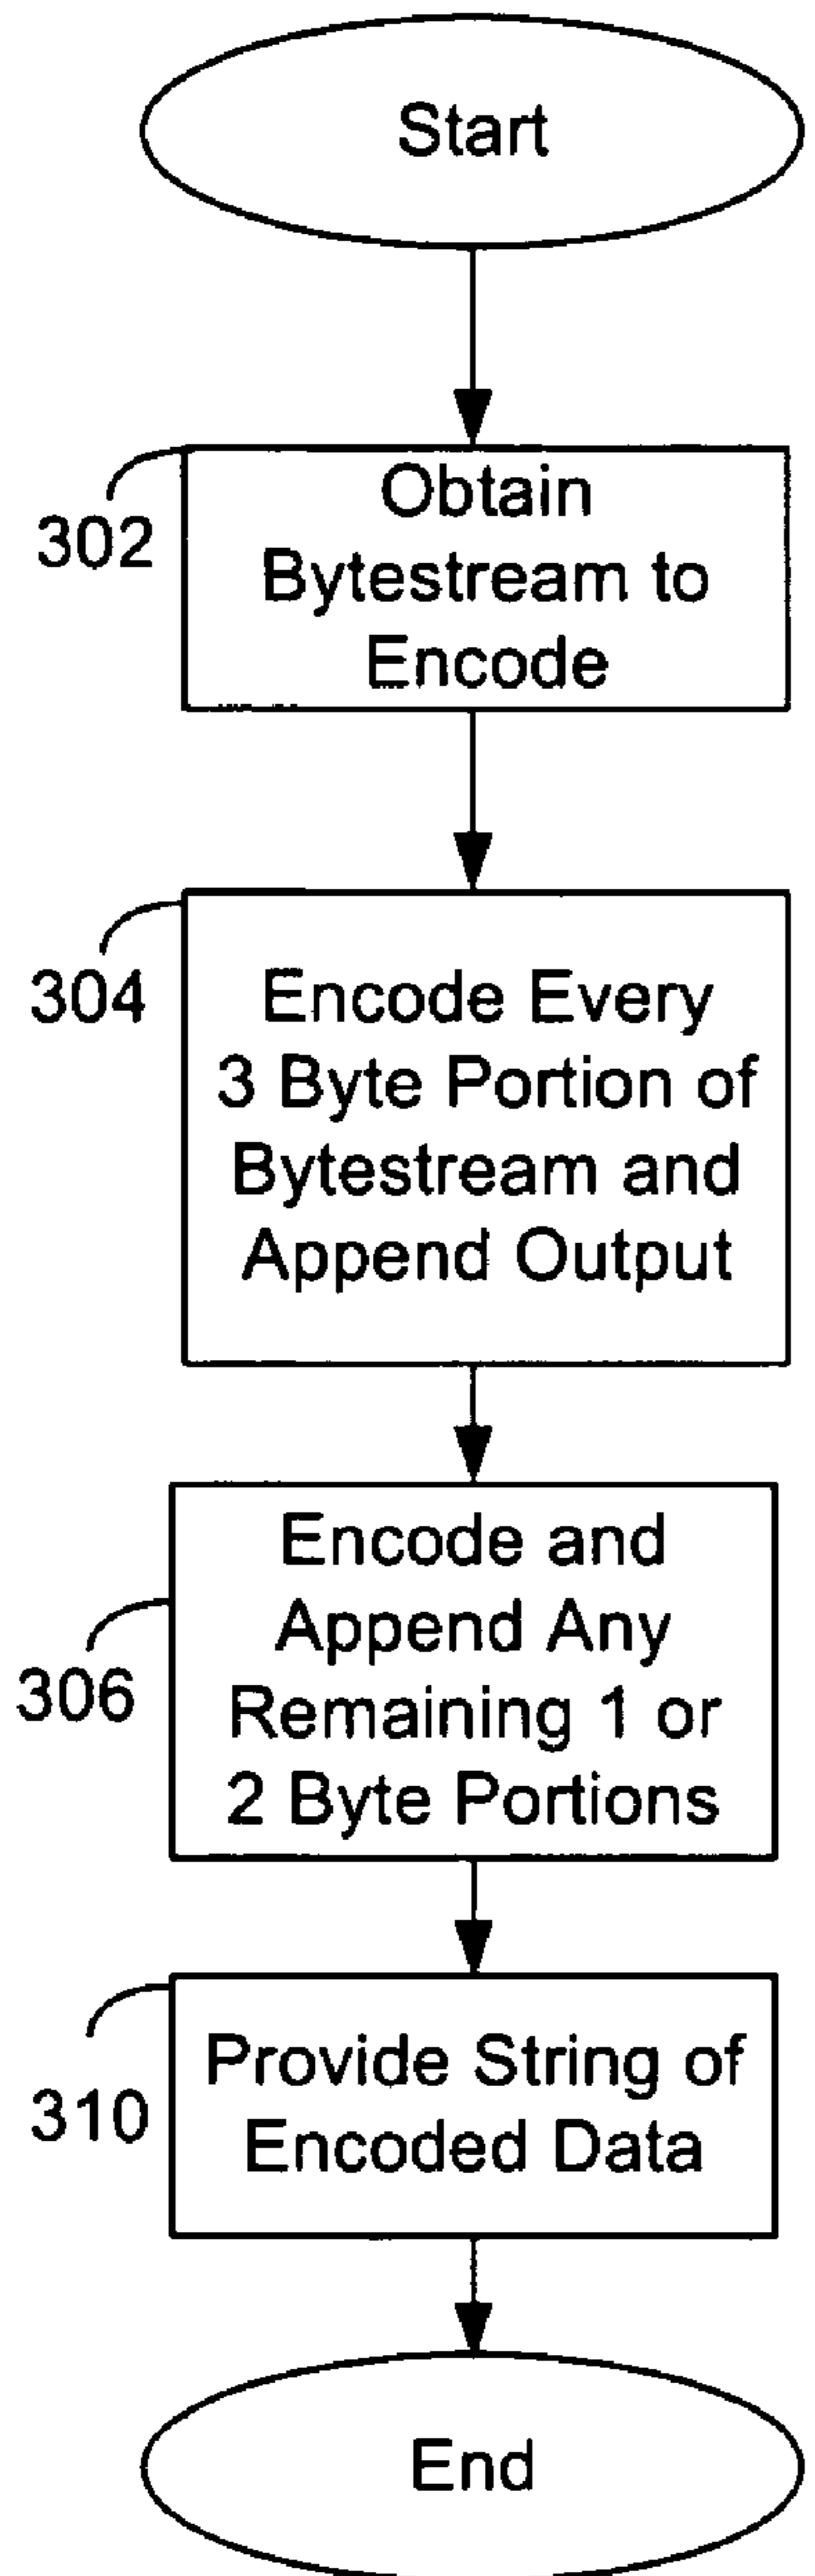 Start
302
Obtain
Bytestream to
Encode
304
Encode Every
3 Byte Portion of
Bytestream and
Append Output
306
Encode and
Append Any
Remaining 1 or
2 Byte Portions
310
Provide String of
Encoded Data
End